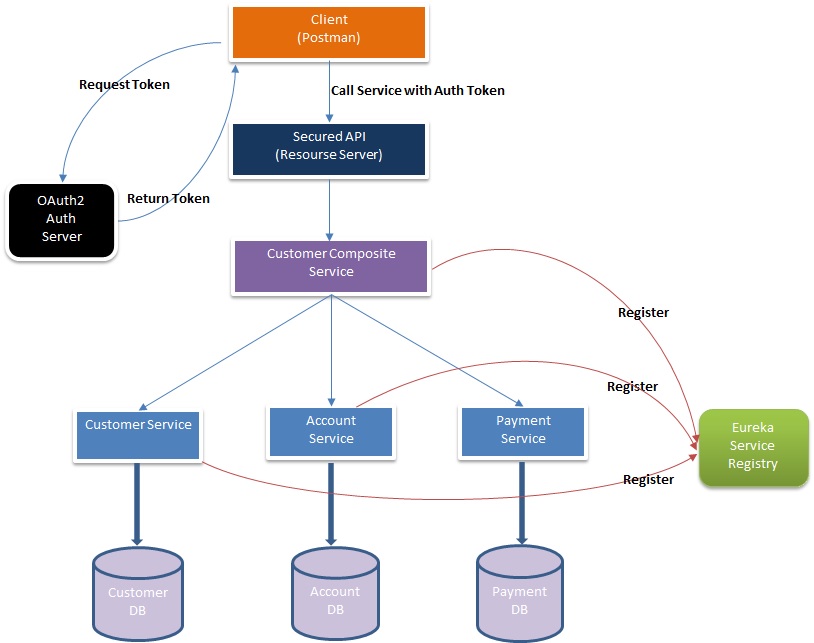 Client
(Postman)
Request Token
Call Service with Auth Token
Secured API
(Resourse Server)
OAuth2
Auth
Server
Return Token
Customer Composite
Service
Register
Register
Customer Service
Account
Service
Payment
Service
Eureka
Service
Registry
Register
Customer
DB
Account
DB
Payment
DB